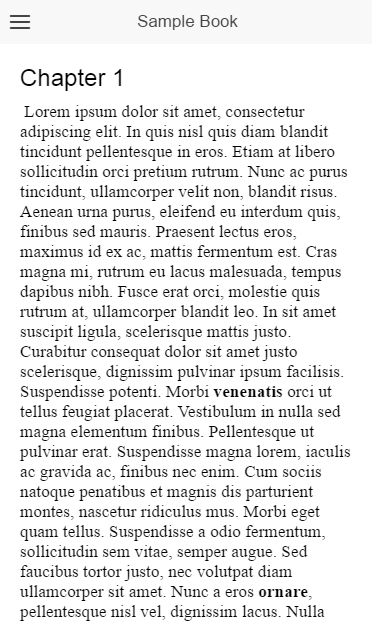 Sample Book
Chapter 1
Lorem ipsum dolor sit amet, consectetur
adipiscing elit. In quis nisl quis diam blandit
tincidunt pellentesque in eros. Etiam at libero
sollicitudin orci pretium rutrum. Nunc ac purus
tincidunt, ullamcorper velit non, blandit risus.
Aenean urna purus, eleifend eu interdum quis,
finibus sed mauris. Praesent lectus eros,
maximus id ex ac, mattis fermentum est. Cras
magna mi, rutrum eu lacus malesuada, tempus
dapibus nibh. Fusce erat orci, molestie quis
rutrum at, ullamcorper blandit leo. In sit amet
suscipit ligula, scelerisque mattis justo.
Curabitur consequat dolor sit amet justo
scelerisque, dignissim pulvinar ipsum facilisis.
Suspendisse potenti. Morbi venenatis orci ut
tellus feugiat placerat. Vestibulum in nulla sed
magna elementum finibus. Pellentesque ut
pulvinar erat. Suspendisse magna lorem, iaculis
ac gravida ac, finibus nec enim. Cum sociis
natoque penatibus et magnis dis parturient
montes, nascetur ridiculus mus. Morbi eget
quam tellus. Suspendisse a odio fermentum,
sollicitudin sem vitae, semper augue. Sed
faucibus tortor justo, nec volutpat diam
ullamcorper sit amet. Nunc a eros ornare,
pellentesque nisl vel, dignissim lacus. Nulla